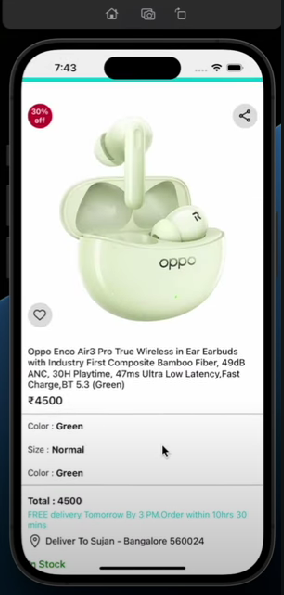 7:43
30%
off
oppo
Oppo Enco Air3 Pro True Wireless in Ear Earbuds
with Industry First Composite Bamboo Fiber, 49dB
ANC, 30H Playtime, 47ms Ultra Low Latency,Fast
Charge,BT 5.3 (Green)
₹4500
Color : Green
Size : Normal
Color : Green
Total : 4500
FREE delivery Tomorrow By 3 PM.Order within 10hrs 30
mins
Deliver To Sujan - Bangalore 560024
n Stock